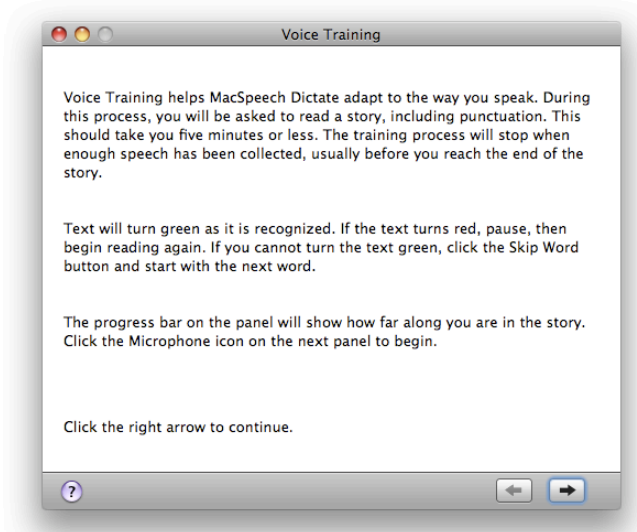 Voice Training
Voice Training helps MacSpeech Dictate adapt to the way you speak. During
this process, you will be asked to read a story, including punctuation. This
should take you five minutes or less. The training process will stop when
enough speech has been collected, usually before you reach the end of the
story.
Text will turn green as it is recognized. If the text turns red, pause, then
begin reading again. If you cannot turn the text green, click the Skip Word
button and start with the next word.
The progress bar on the panel will show how far along you are in the story.
Click the Microphone icon on the next panel to begin.
Click the right arrow to continue.
?